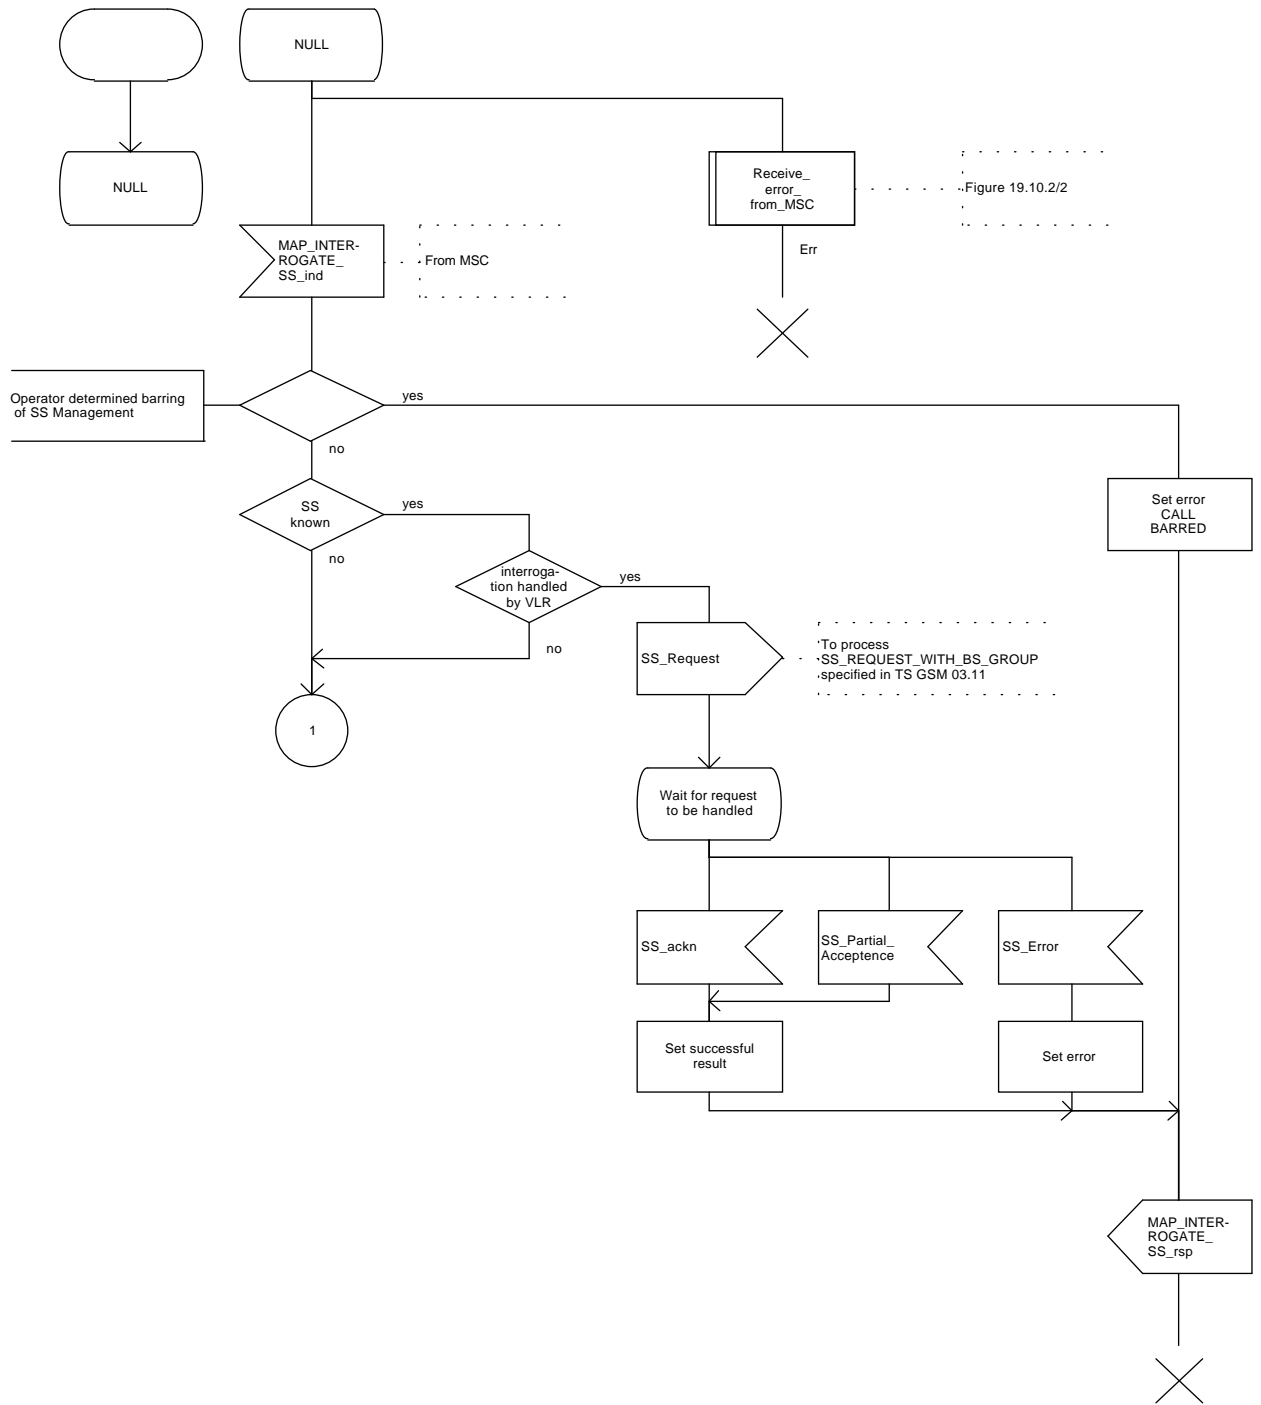 NULL
NULL
Receive_
error_
from_MSC
Figure 19.10.2/2
MAP_INTER-
ROGATE_
SS_ind
From MSC
Err
Operator determined barring
of SS Management
yes
no
SS
known
yes
no
Set error
CALL
BARRED
interroga-
tion handled
by VLR
yes
no
SS_Request
To process
SS_REQUEST_WITH_BS_GROUP
specified in TS GSM 03.11
1
Wait for request
to be handled
SS_ackn
SS_Partial_
Acceptence
SS_Error
Set successful
result
Set error
MAP_INTER-
ROGATE_
SS_rsp